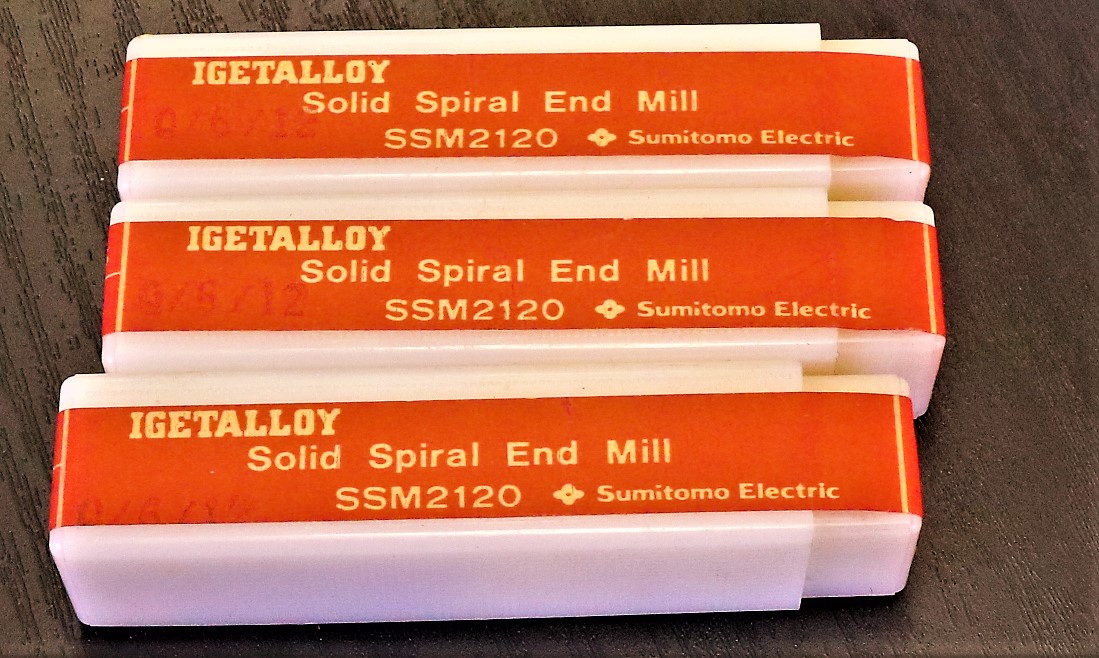 IGETALLOY
Solid Spiral End Mill
SSM2120 Sumitomo Electric
IGETALLOY
Solid Spiral End Mill
SSM2120 Sumitomo Electric
IGETALLOY
Solid Spiral End Mill
SSM2120 Sumitomo Electric